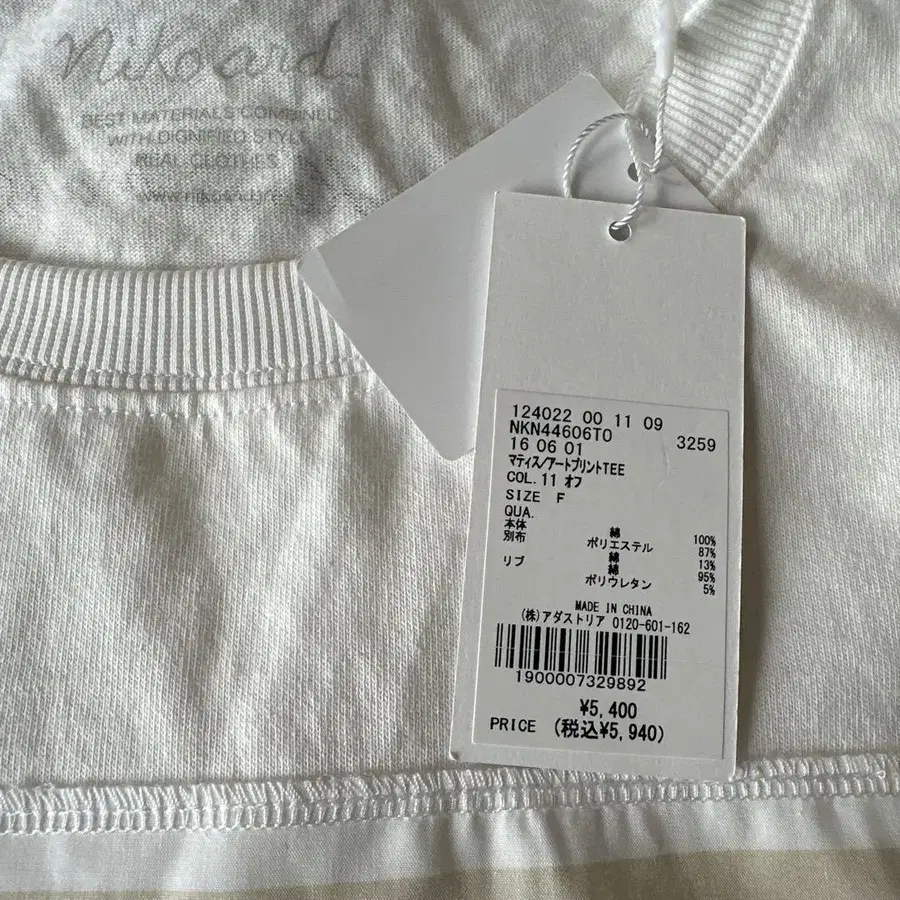 niko and...
BEST MATERIALS COMBINED
WITH DIGNIFIED STYLE
REAL CLOTHES
124022 00 11 09
NKN44606TO 3259
16 06 01
マティス/アートプリントTEE
COL.11 オフ
SIZE F
QUA.
本体 綿 100%
別布 ポリエステル 87%
綿 13%
リブ 綿 95%
ポリウレタン 5%
MADE IN CHINA
(株)アダストリア 0120-601-162
1900007329892
¥5,400
PRICE (税込¥5,940)